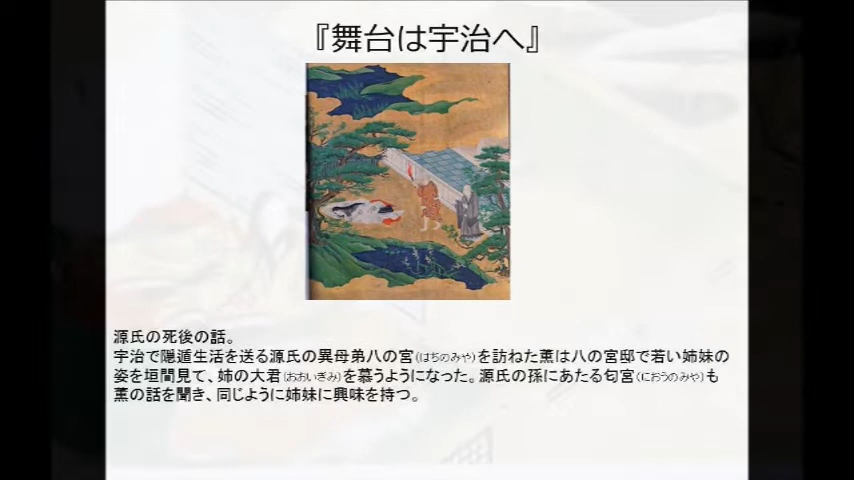 『舞台は宇治へ』
源氏の死後の話。
宇治で隠遁生活を送る源氏の異母弟八の宮(はちのみや)を訪ねた薫は八の宮邸で若い姉妹の
姿を垣間見て、姉の大君(おおいぎみ)を慕うようになった。源氏の孫にあたる匂宮(におうのみや)も
薫の話を聞き、同じように姉妹に興味を持つ。